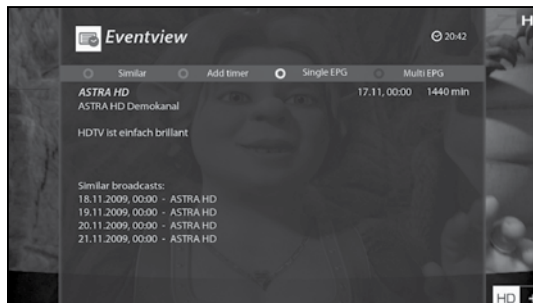 Eventview
20:42
Similar Add timer Single EPG Multi EPG
ASTRA HD 17.11, 00:00 1440 min
ASTRA HD Demokanal
HDTV ist einfach brillant
Similar broadcasts:
18.11.2009, 00:00 - ASTRA HD
19.11.2009, 00:00 - ASTRA HD
20.11.2009, 00:00 - ASTRA HD
21.11.2009, 00:00 - ASTRA HD
HD